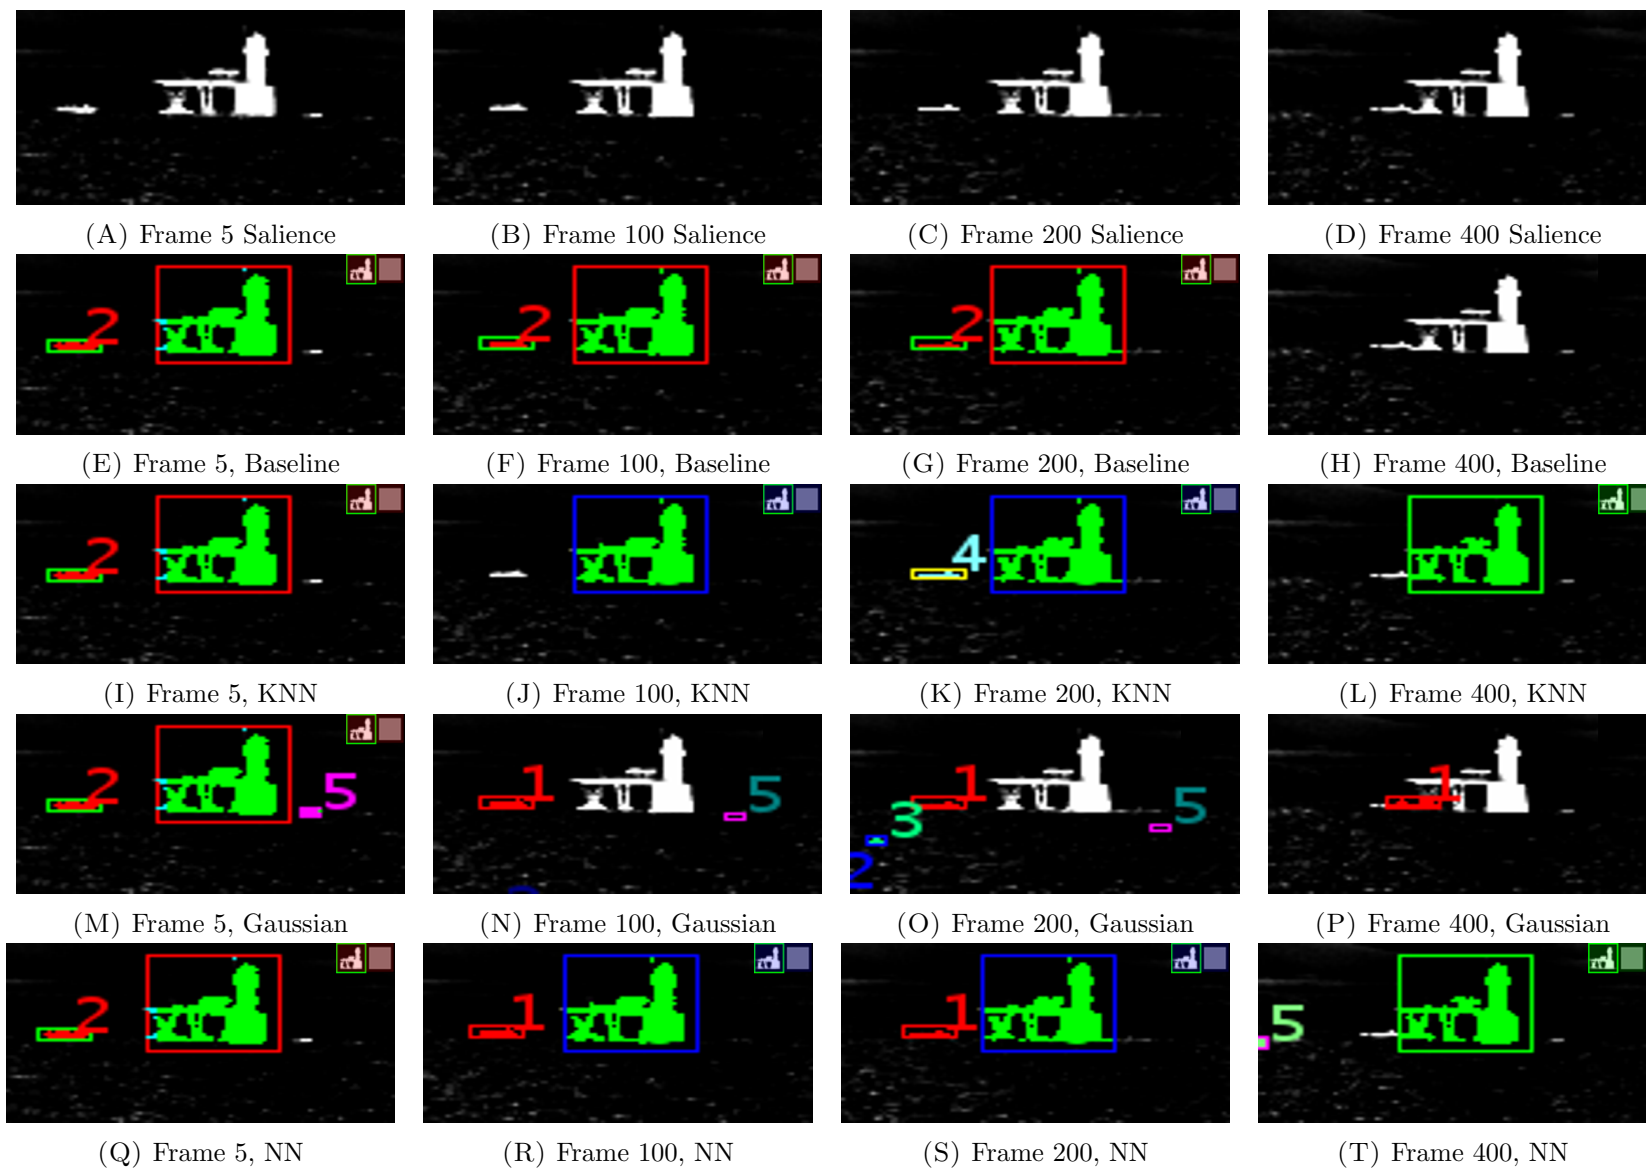 (A) Frame 5 Salience (B) Frame 100 Salience (C) Frame 200 Salience (D) Frame 400 Salience
2 2 2
(E) Frame 5, Baseline (F) Frame 100, Baseline (G) Frame 200, Baseline (H) Frame 400, Baseline
2 4
(I) Frame 5, KNN (J) Frame 100, KNN (K) Frame 200, KNN (L) Frame 400, KNN
2 5 1 5 1 5 1
3
2
(M) Frame 5, Gaussian (N) Frame 100, Gaussian (O) Frame 200, Gaussian (P) Frame 400, Gaussian
2 1 1 5
(Q) Frame 5, NN (R) Frame 100, NN (S) Frame 200, NN (T) Frame 400, NN